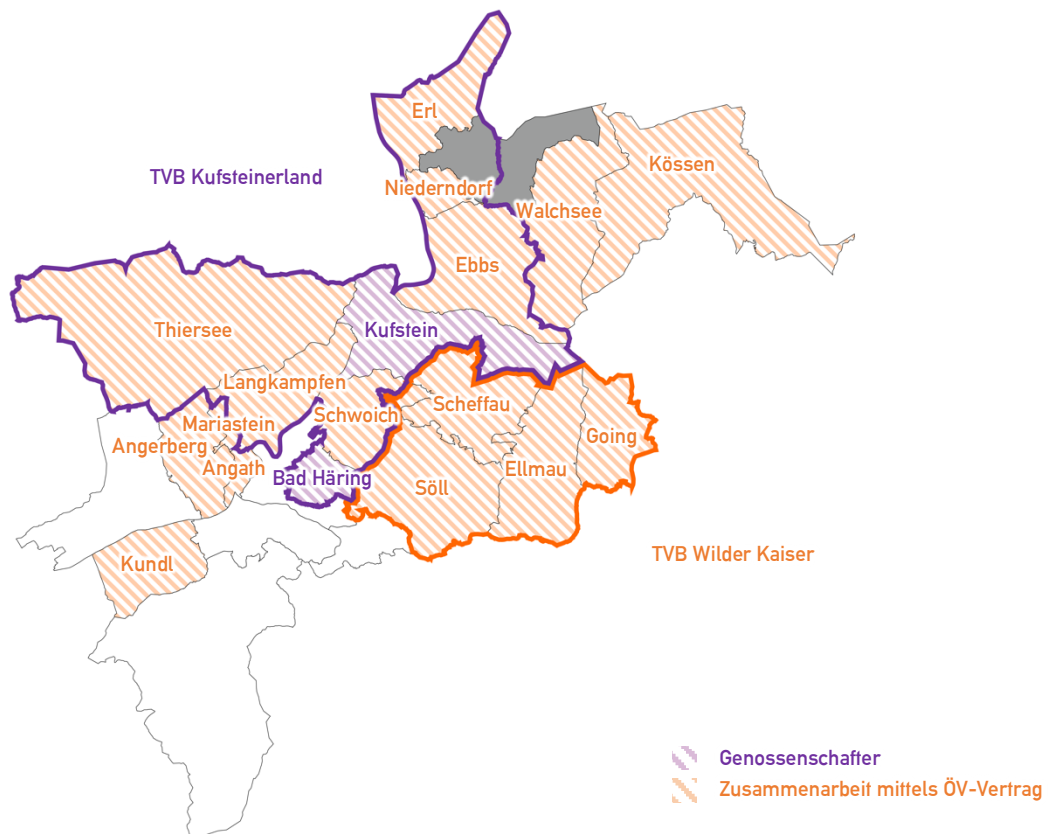 Erl
TVB Kufsteinerland
Kössen
Niederndorf
Walchsee
Ebbs
Thiersee
Kufstein
Langkampfen
Scheffau
Schwoich
Mariastein
Going
Angerberg
Angath
Ellmau
Bad Häring
Söll
TVB Wilder Kaiser
Kundl
Genossenschafter
Zusammenarbeit mittels ÖV-Vertrag